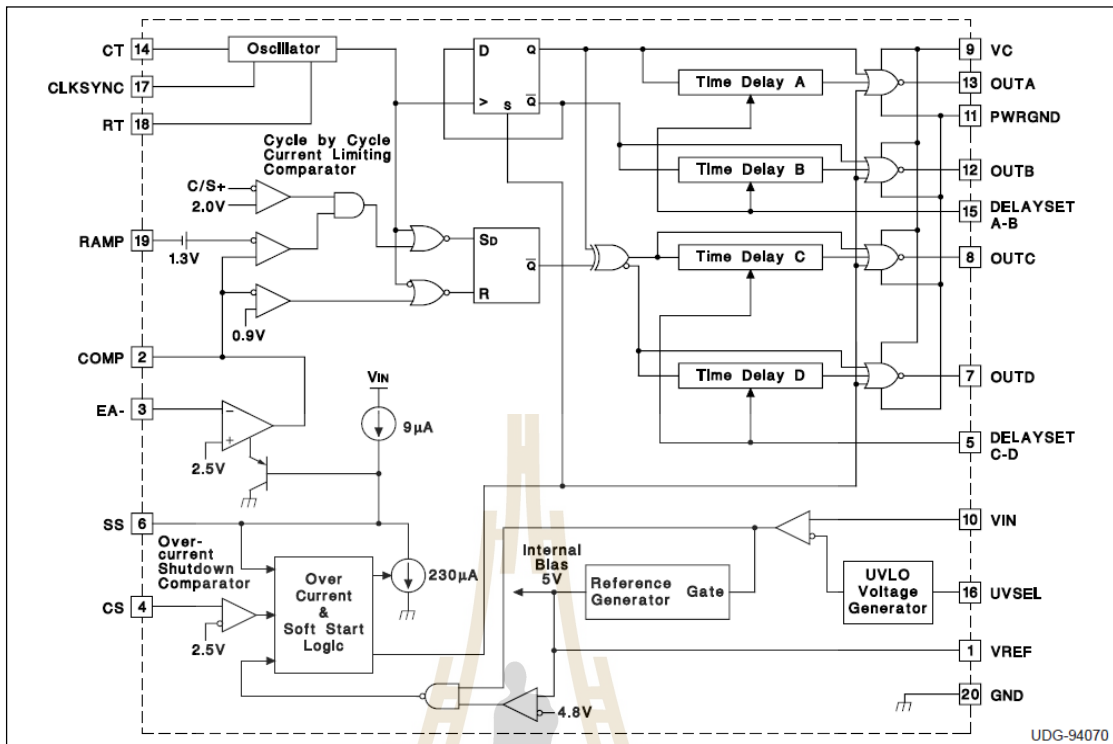 CT 14
Oscillator
CLKSYNC 17
RT 18
Cycle by Cycle
Current Limiting
Comparator
C/S+
2.0V
RAMP 19
1.3V
0.9V
COMP 2
EA- 3
2.5V
VIN
9µA
SS 6
Over-
current
Shutdown
Comparator
CS 4
2.5V
Over
Current
&
Soft Start
Logic
230µA
D Q
> Q
S
SD
Q
R
Time Delay A
Time Delay B
Time Delay C
Time Delay D
Internal
Bias
5V
Reference
Generator
Gate
UVLO
Voltage
Generator
4.8V
9 VC
13 OUTA
11 PWRGND
12 OUTB
15 DELAYSET
A-B
8 OUTC
7 OUTD
5 DELAYSET
C-D
10 VIN
16 UVSEL
1 VREF
20 GND
UDG-94070